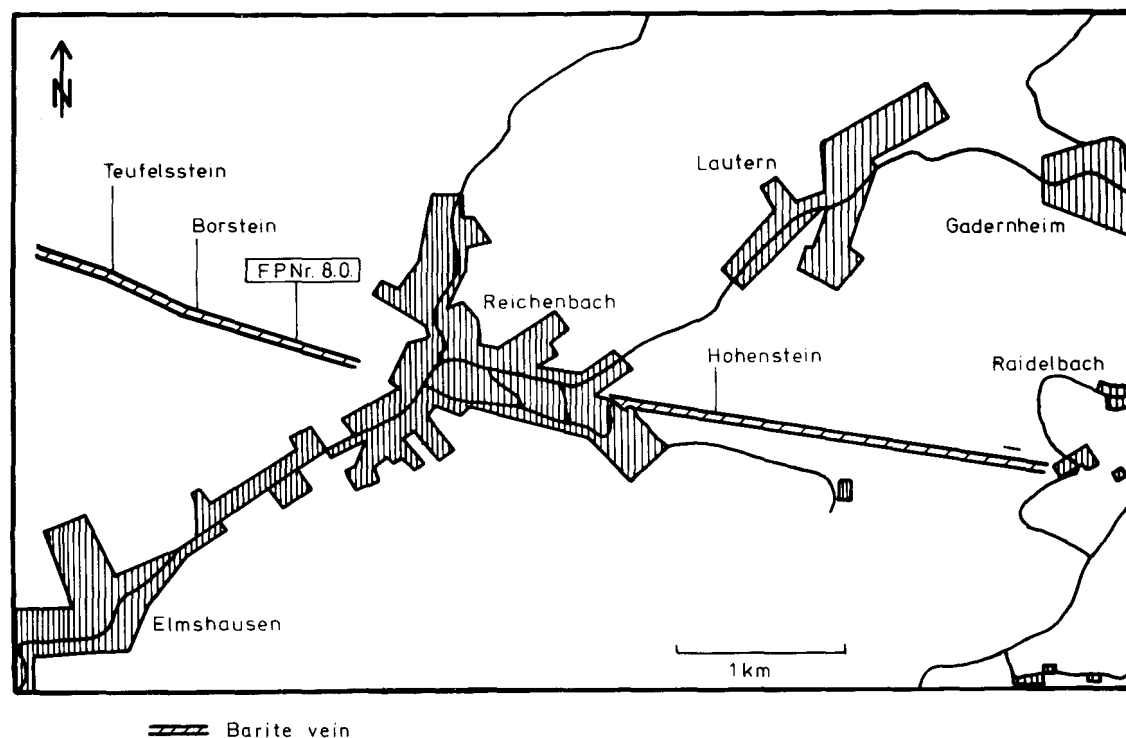 N
Teufelsstein
Borstein
FPNr. 8.0.
Lautern
Gadernheim
Reichenbach
Hohenstein
Raidelbach
Elmshausen
1km
Barite vein